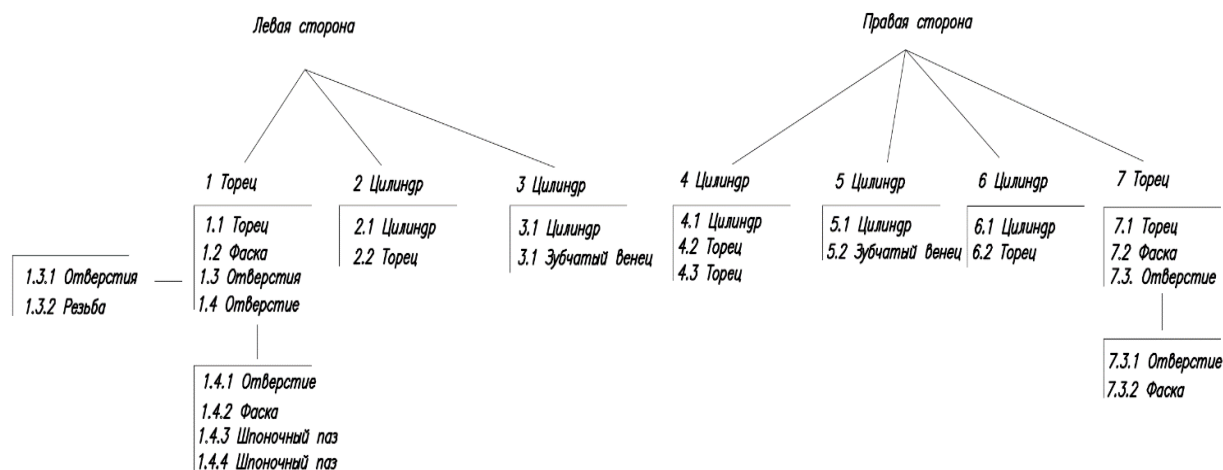 Левая сторона
Правая сторона
1 Торец
2 Цилиндр
3 Цилиндр
4 Цилиндр
5 Цилиндр
6 Цилиндр
7 Торец
1.1 Торец
1.2 Фаска
1.3 Отверстия
1.4 Отверстие
2.1 Цилиндр
2.2 Торец
3.1 Цилиндр
3.1 Зубчатый венец
4.1 Цилиндр
4.2 Торец
4.3 Торец
5.1 Цилиндр
5.2 Зубчатый венец
6.1 Цилиндр
6.2 Торец
7.1 Торец
7.2 Фаска
7.3. Отверстие
1.3.1 Отверстия
1.3.2 Резьба
1.4.1 Отверстие
1.4.2 Фаска
1.4.3 Шпоночный паз
1.4.4 Шпоночный паз
7.3.1 Отверстие
7.3.2 Фаска